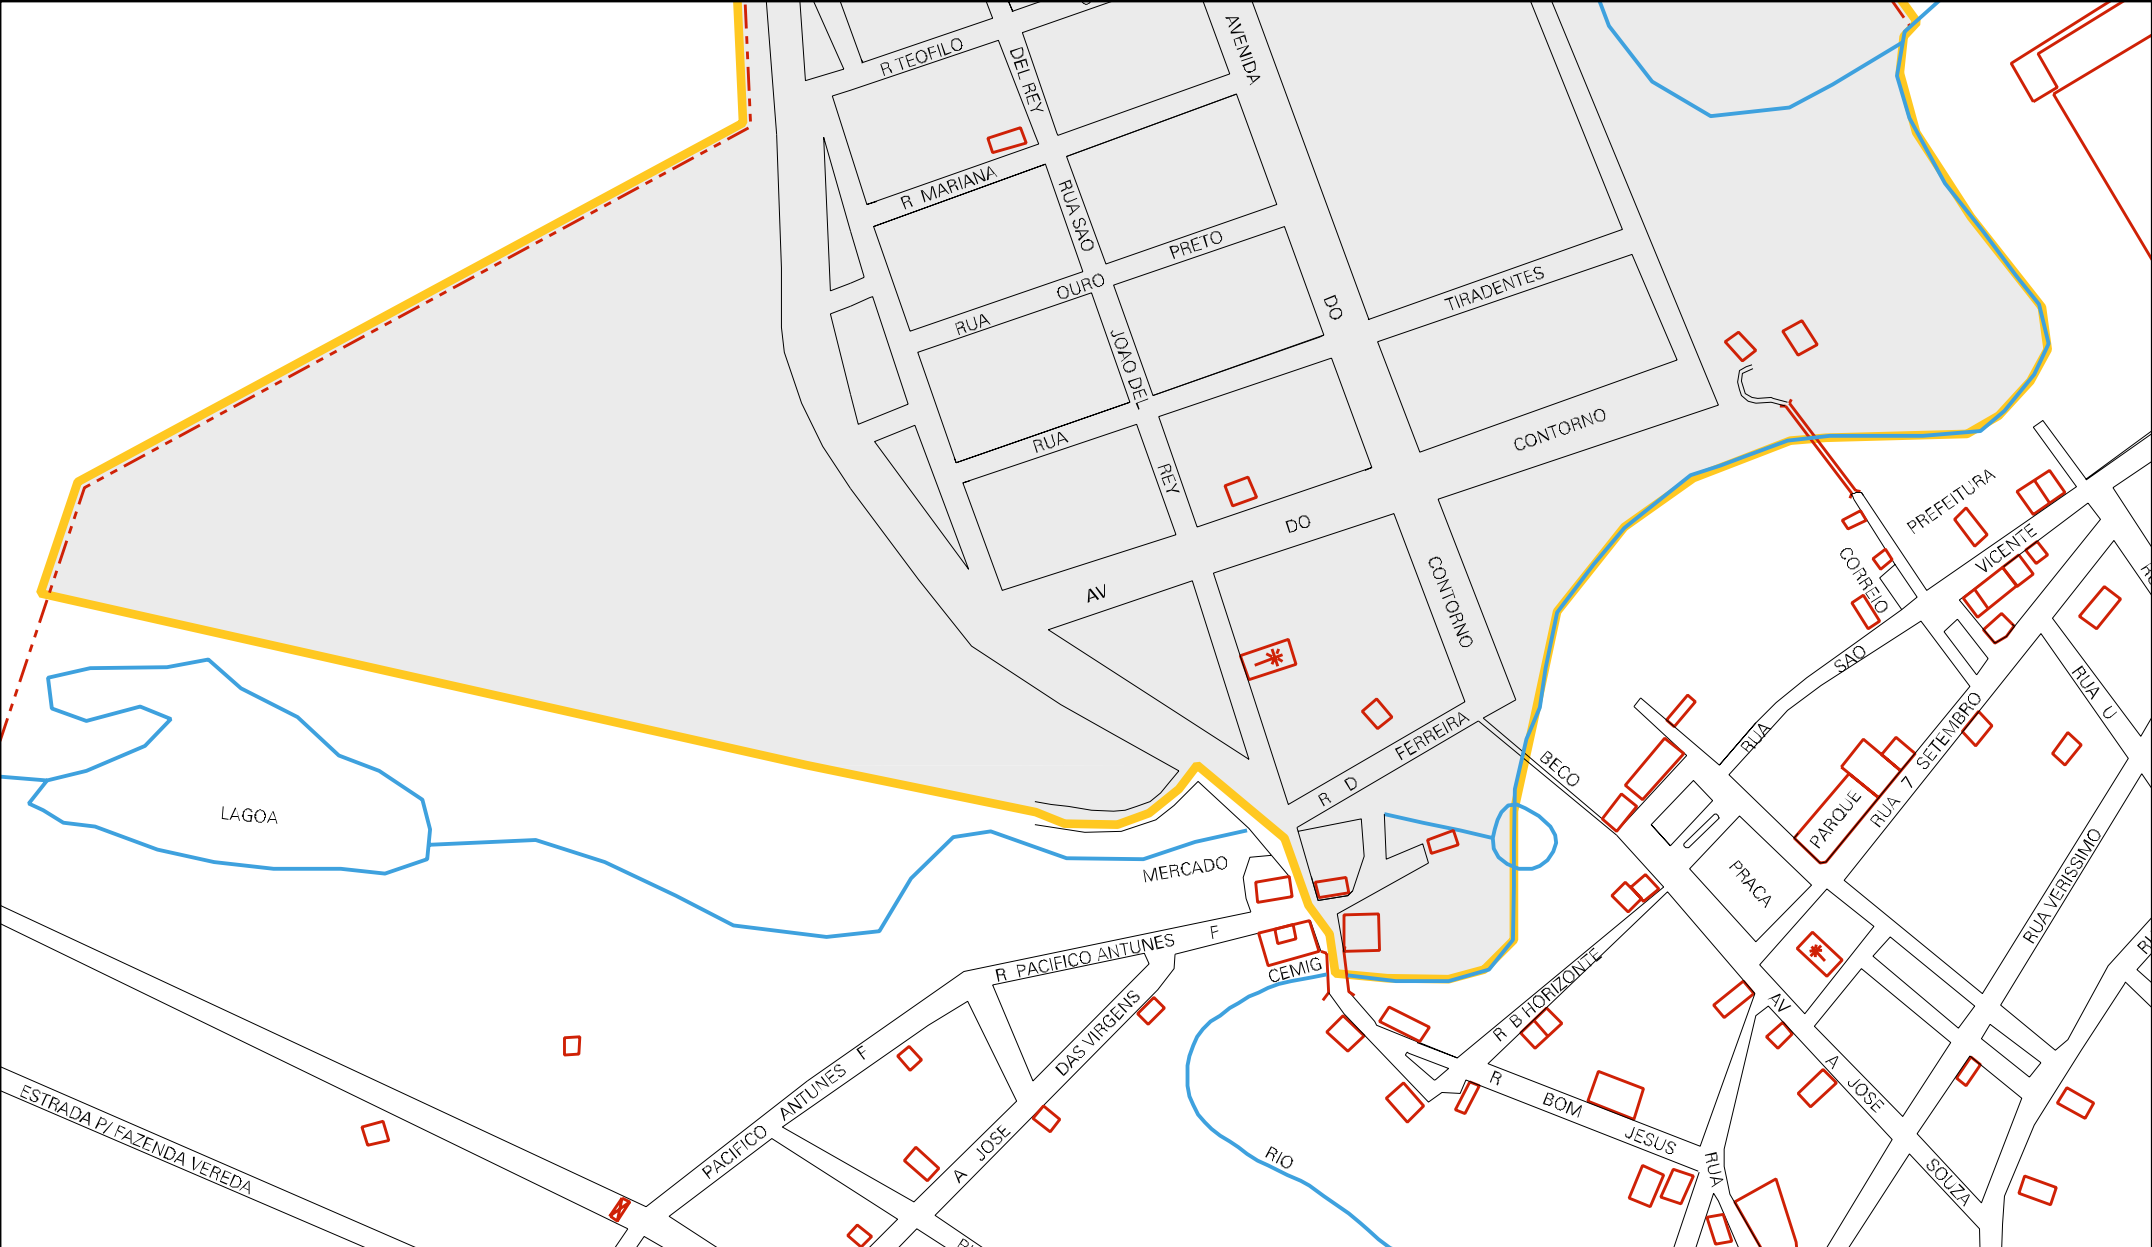 AVENIDA
R TEOFILO
DEL REY
R MARIANA
RUA SAO
PRETO
OURO
RUA
DO
TIRADENTES
JOAO DEL
RUA
CONTORNO
REY
DO
AV
CONTORNO
PREFEITURA
VICENTE
CORREIO
SAO
RUA
RUA U
R D FERREIRA
BECO
RUA 7 SETEMBRO
PARQUE
LAGOA
MERCADO
PRACA
RUA VERISSIMO
R PACIFICO ANTUNES F
CEMIG
R B HORIZONTE
AV
A JOSE
DAS VIRGENS
PACIFICO ANTUNES F
R
BOM
JESUS
A JOSE
RIO
RUA
SOUZA
ESTRADA P/ FAZENDA VEREDA